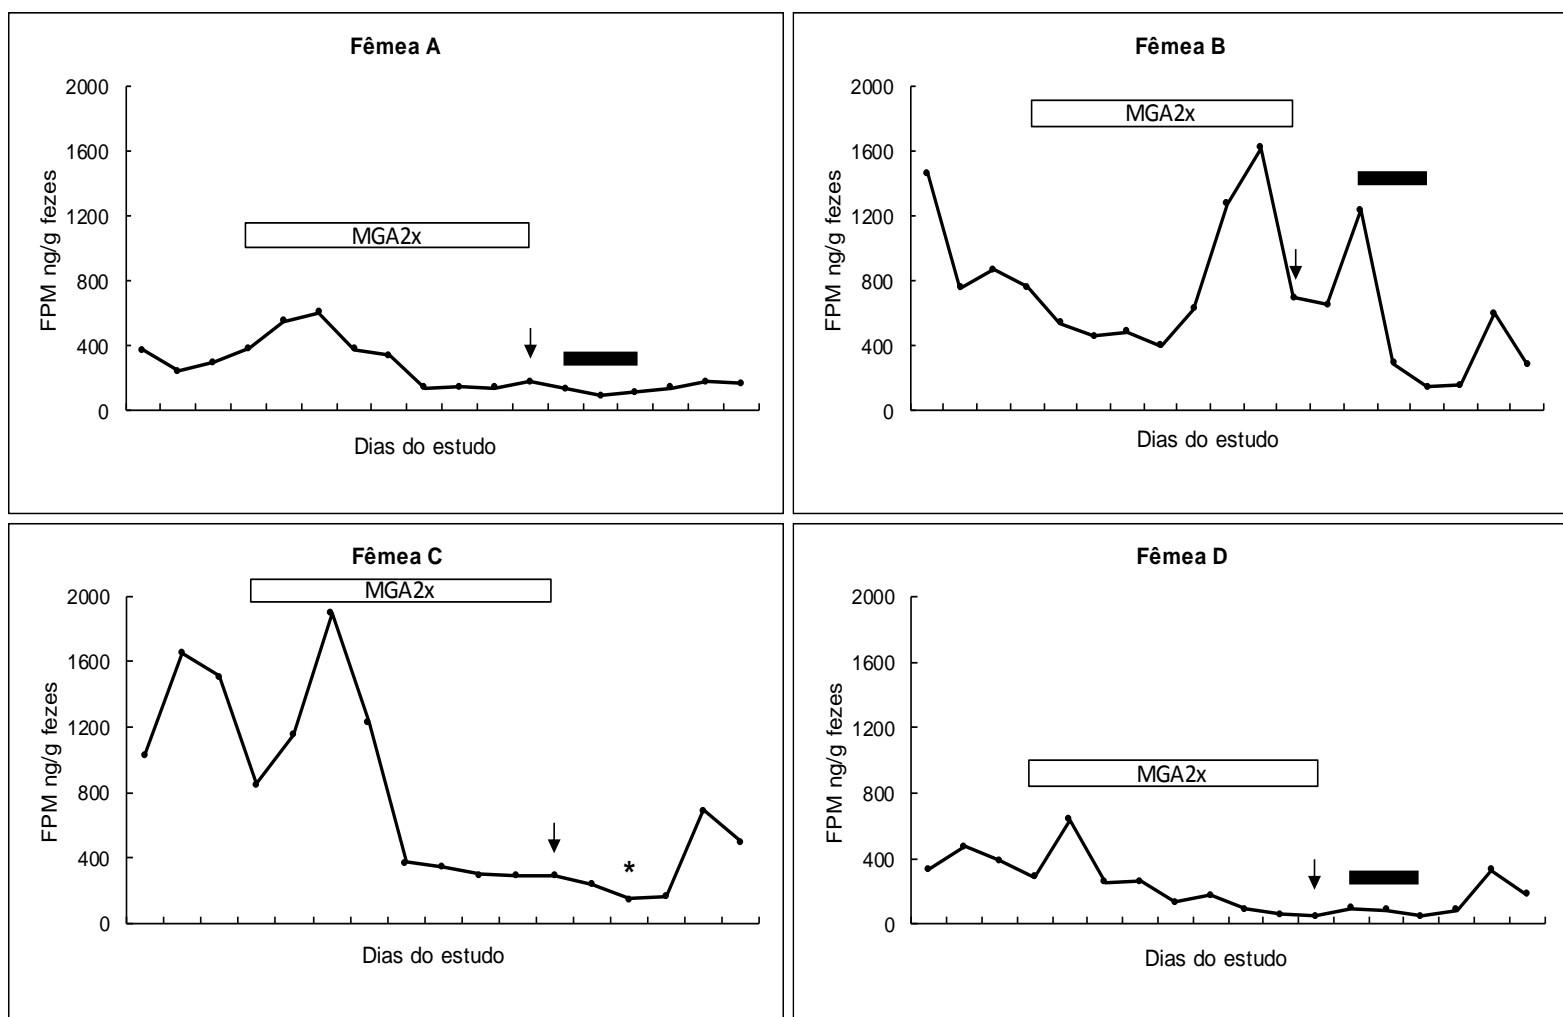 Fêmea A
2000
1600
1200
800
400
0
FPM ng/g fezes
MGA2x
Dias do estudo
Fêmea B
2000
1600
1200
800
400
0
FPM ng/g fezes
MGA2x
Dias do estudo
Fêmea C
2000
1600
1200
800
400
0
FPM ng/g fezes
MGA2x
*
Dias do estudo
Fêmea D
2000
1600
1200
800
400
0
FPM ng/g fezes
MGA2x
Dias do estudo